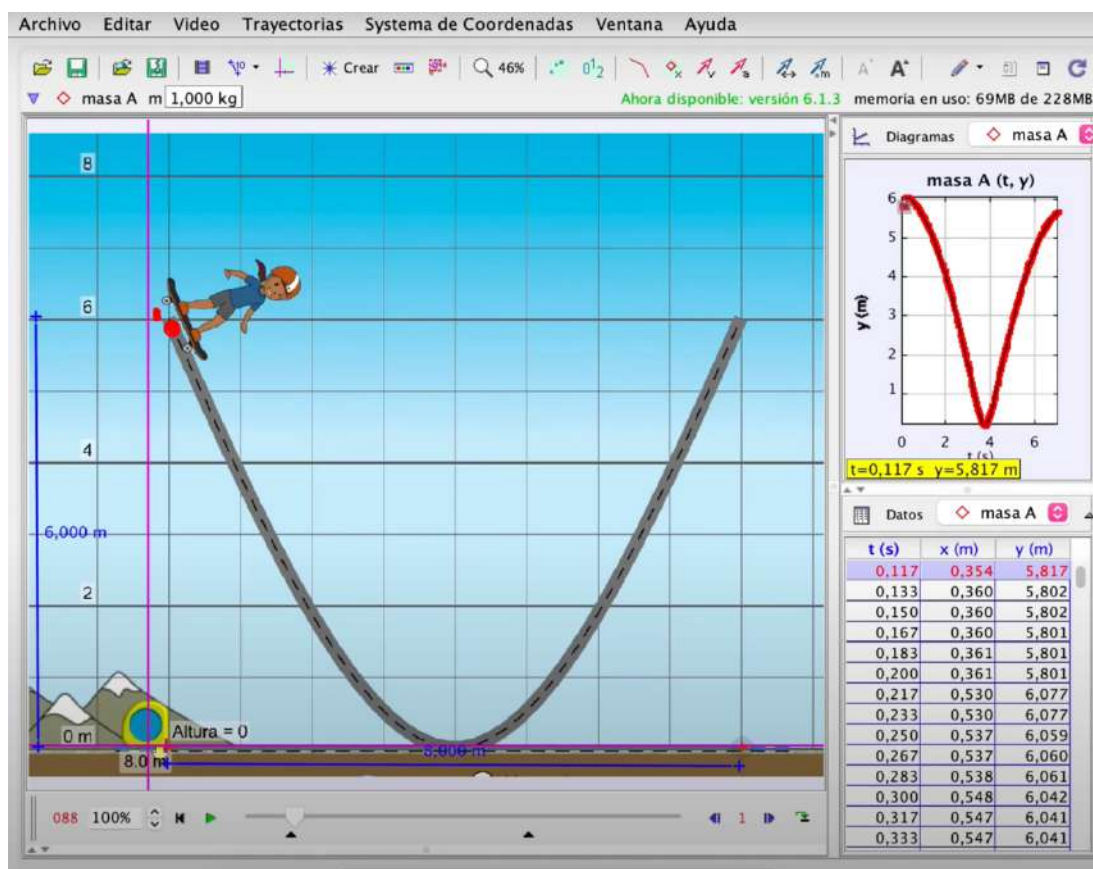 Archivo Editar Video Trayectorias Systema de Coordenadas Ventana Ayuda
Crear 46%
masa A m 1,000 kg Ahora disponible: versión 6.1.3 memoria en uso: 69MB de 228MB
8
6
4
6,000 m
2
0 m
Altura = 0
8,000 m
8.0 m
088 100% 1
Diagramas masa A
masa A (t, y)
y (m)
6
5
4
3
2
1
0 2 4 6
t (s)
t=0,117 s y=5,817 m
Datos masa A
t (s) x (m) y (m)
0,117 0,354 5,817
0,133 0,360 5,802
0,150 0,360 5,802
0,167 0,360 5,801
0,183 0,361 5,801
0,200 0,361 5,801
0,217 0,530 6,077
0,233 0,530 6,077
0,250 0,537 6,059
0,267 0,537 6,060
0,283 0,538 6,061
0,300 0,548 6,042
0,317 0,547 6,041
0,333 0,547 6,041